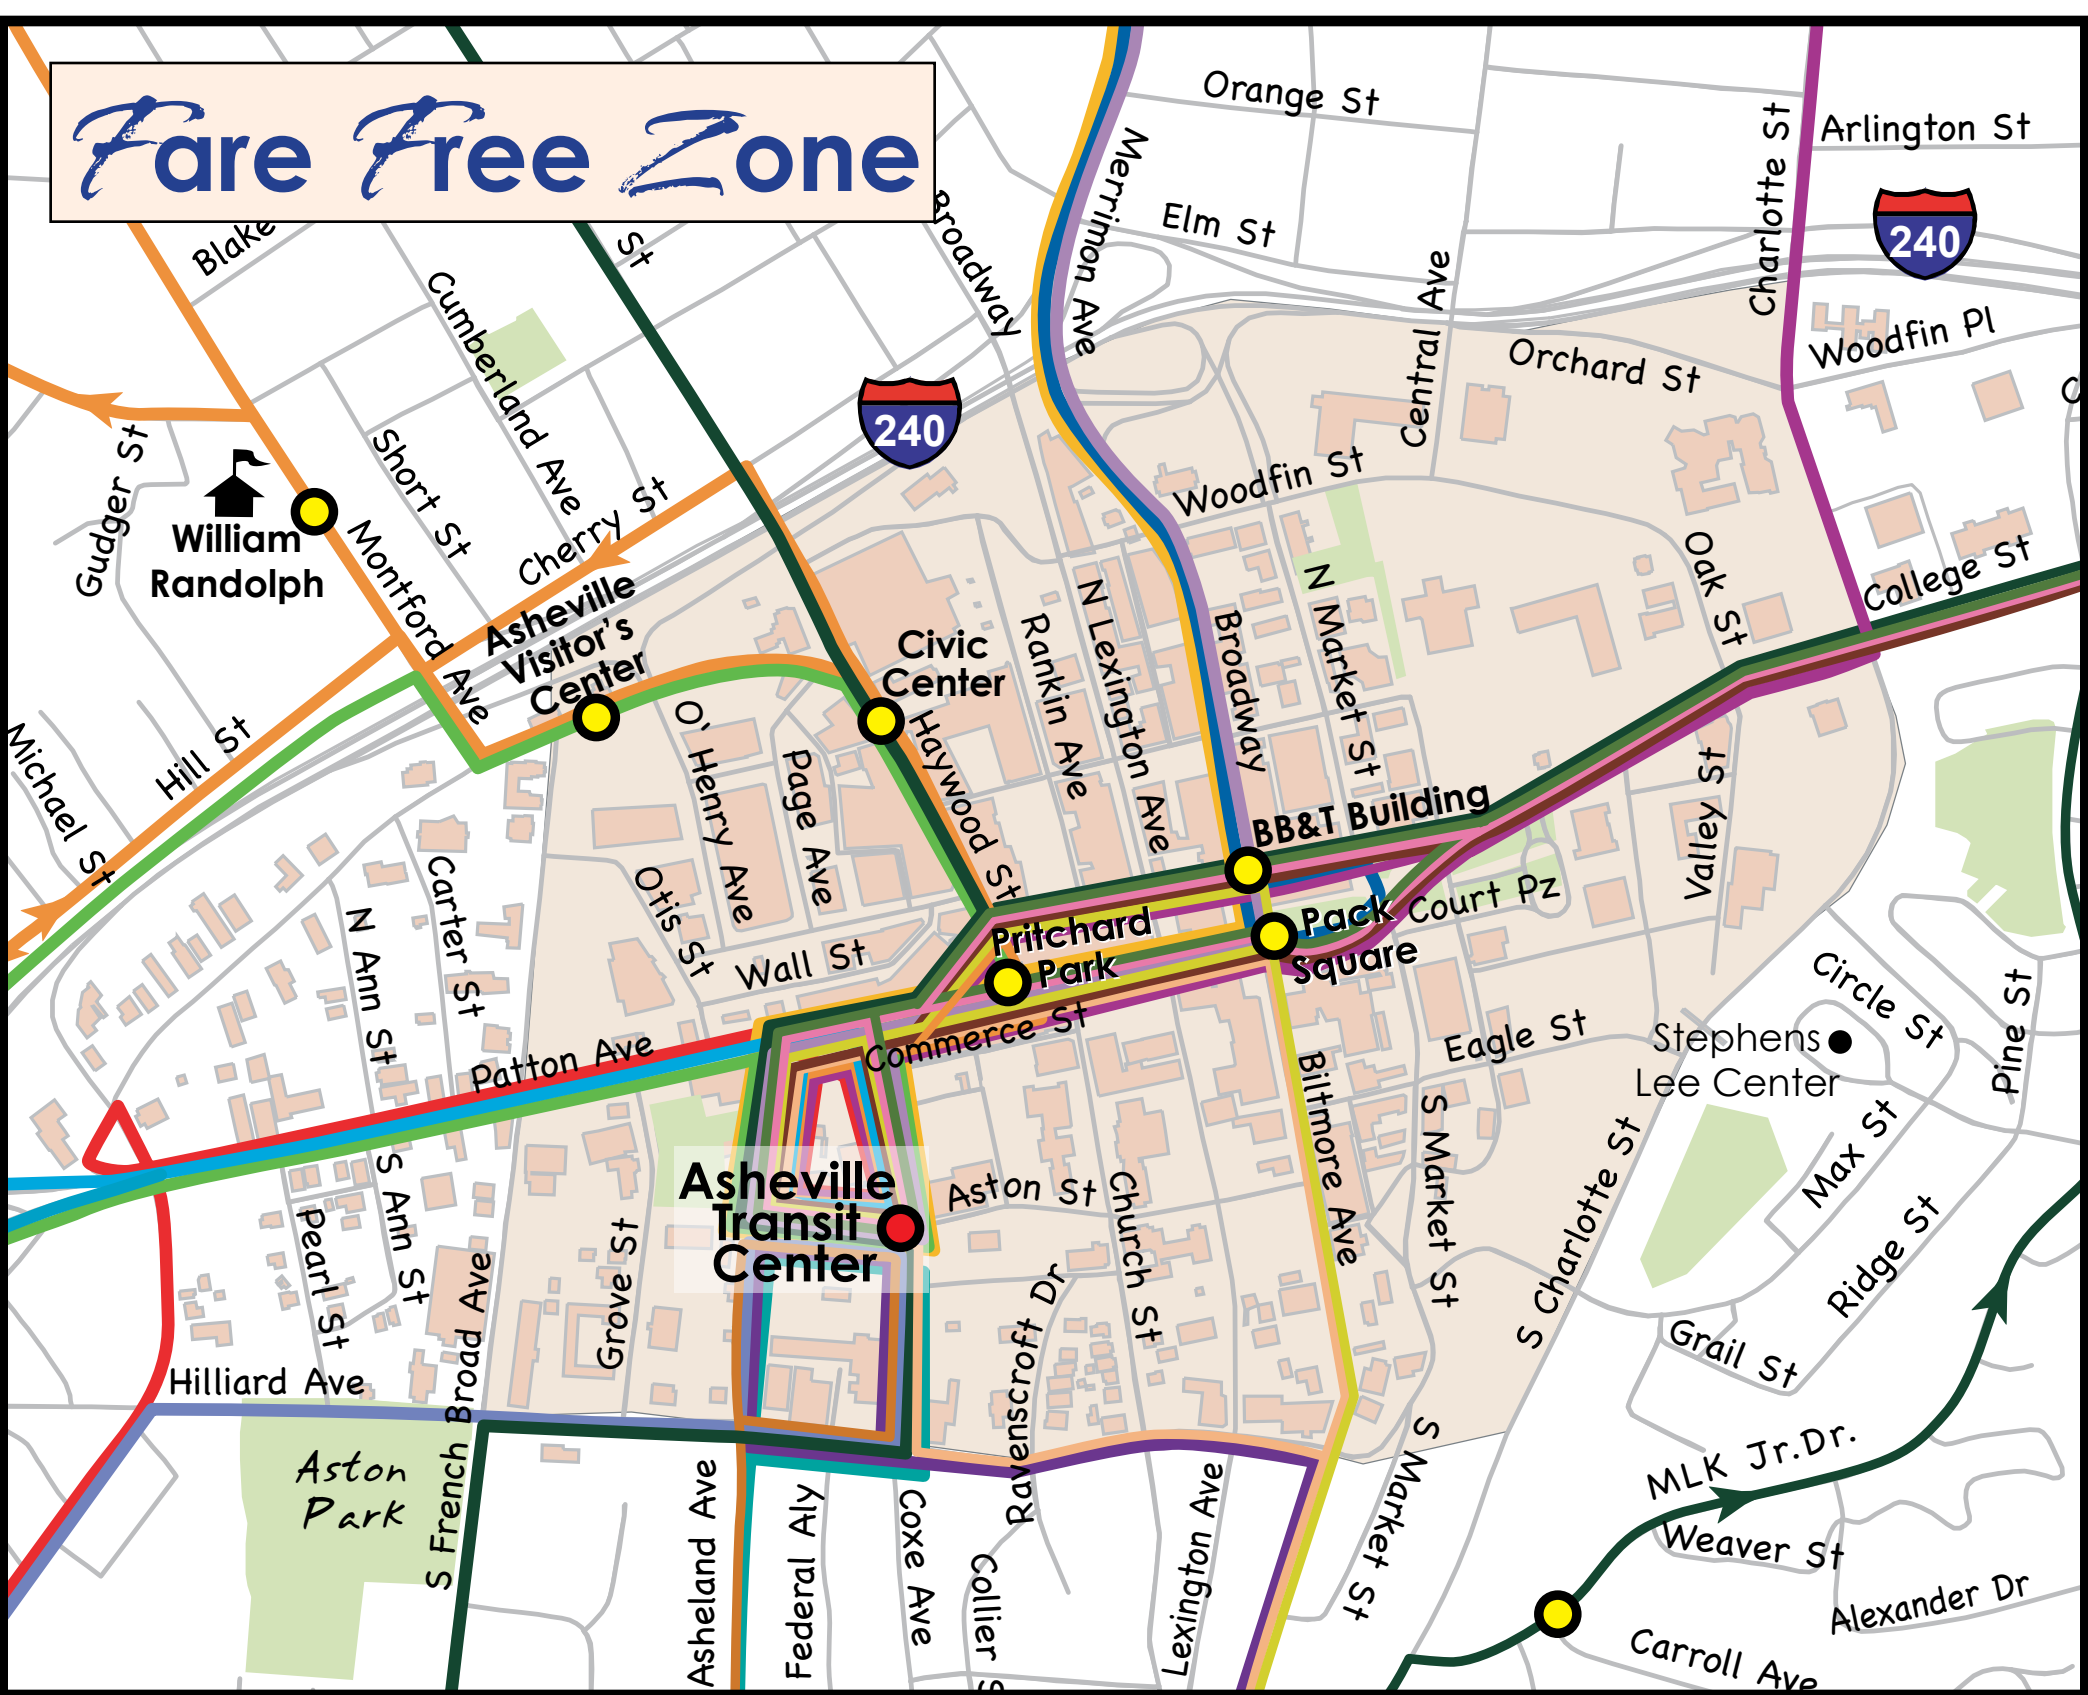 Fare Free Zone
Orange St
Arlington St
Charlotte St
Merrimon Ave
Elm St
240
Blake
St
Broadway
Cumberland Ave
Central Ave
Woodfin Pl
Orchard St
240
Gudger St
William
Randolph
Short St
Cherry St
Montford Ave
Woodfin St
Oak St
College St
Asheville
Visitor's
Center
Civic
Center
Rankin Ave
N Lexington Ave
Broadway
N Market St
Michael St
Hill St
O' Henry Ave
Page Ave
Haywood St
BB&T Building
Valley St
N Ann St
Carter St
Otis St
Wall St
Pritchard
Park
Pack
Square
Court Pz
Patton Ave
Commerce St
Eagle St
Stephens
Lee Center
Circle St
Pine St
Biltmore Ave
S Market St
Max St
Asheville
Transit
Center
Aston St
Church St
S Charlotte St
Ridge St
Pearl St
S Ann St
Grove St
Ravenscroft Dr
Grail St
Hilliard Ave
S French Broad Ave
Aston
Park
Asheland Ave
Federal Aly
Coxe Ave
Collier S
Lexington Ave
S Market St
MLK Jr.Dr.
Weaver St
Alexander Dr
Carroll Ave